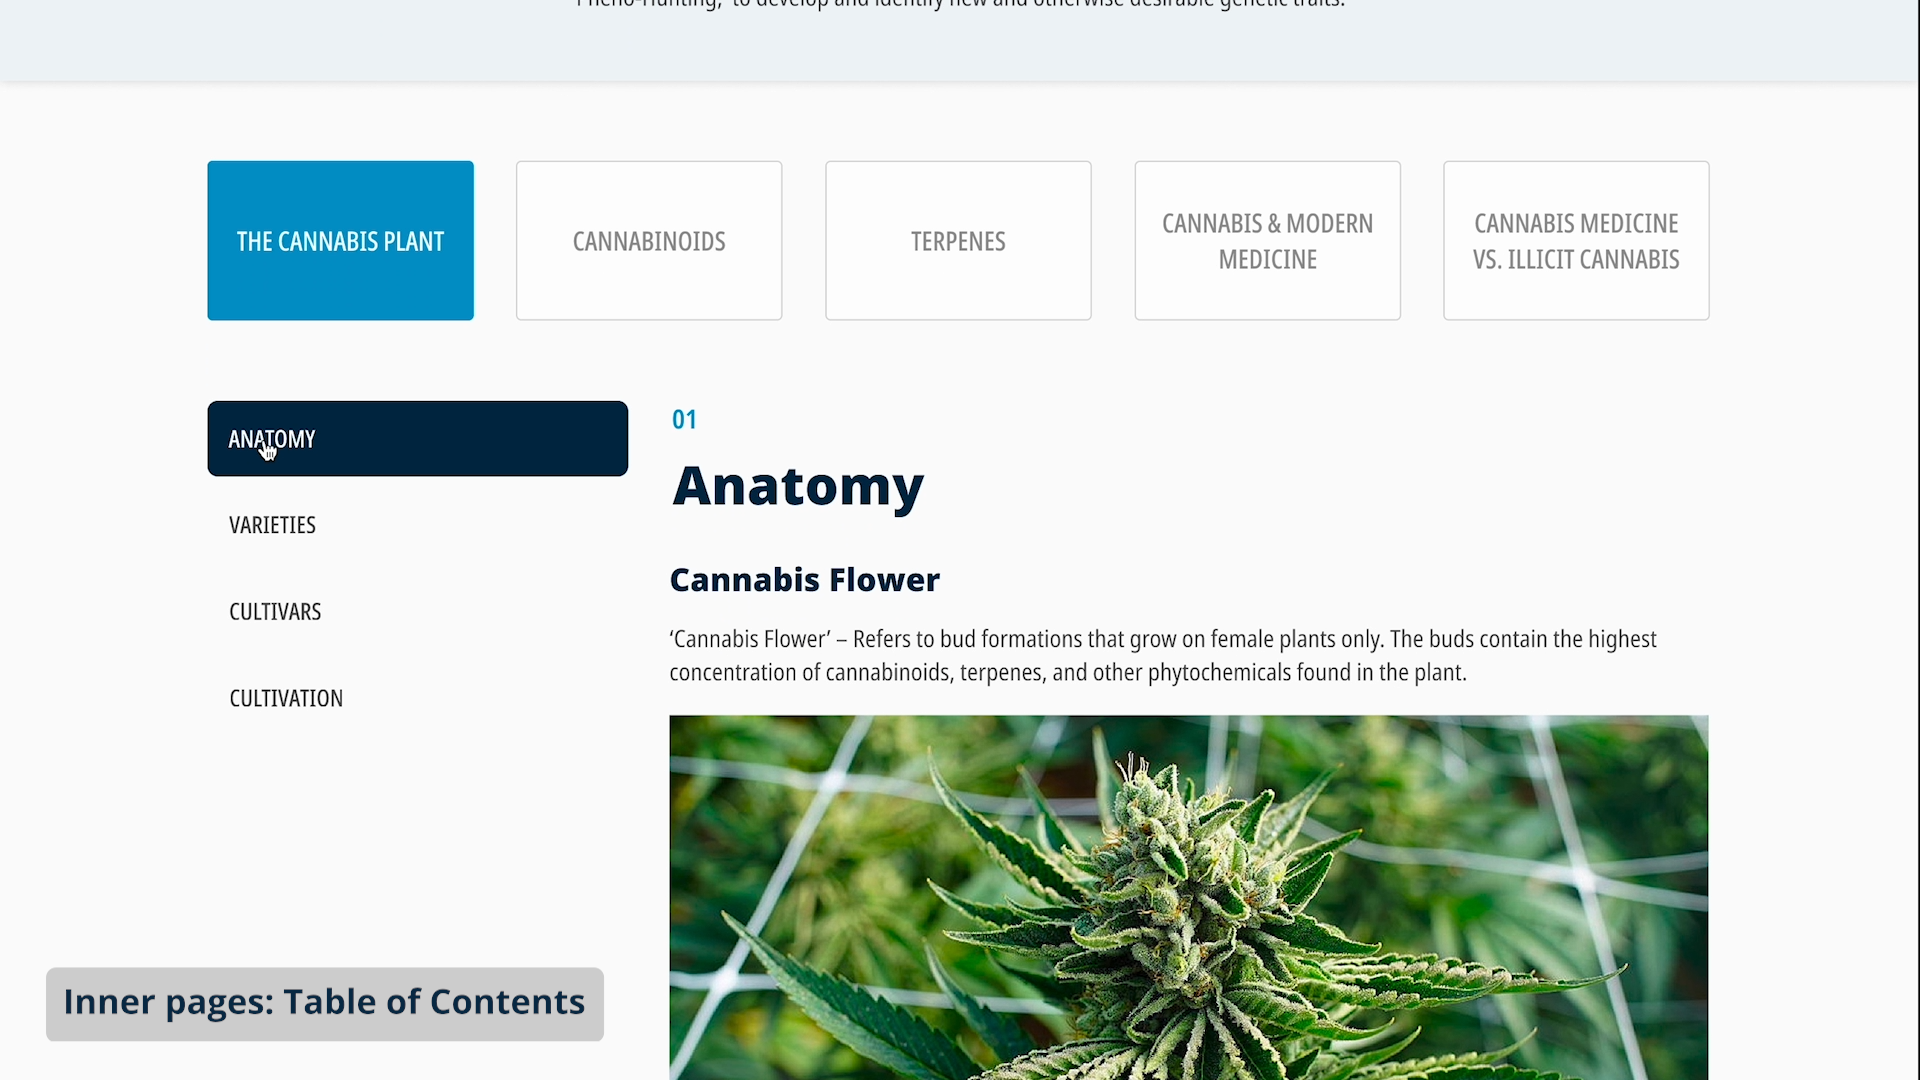 Pheno-Hunting,' to develop and identify new and otherwise desirable genetic traits.
THE CANNABIS PLANT
CANNABINOIDS
TERPENES
CANNABIS & MODERN
MEDICINE
CANNABIS MEDICINE
VS. ILLICIT CANNABIS
ANATOMY
VARIETIES
CULTIVARS
CULTIVATION
01
Anatomy
Cannabis Flower
‘Cannabis Flower’ – Refers to bud formations that grow on female plants only. The buds contain the highest
concentration of cannabinoids, terpenes, and other phytochemicals found in the plant.
Inner pages: Table of Contents